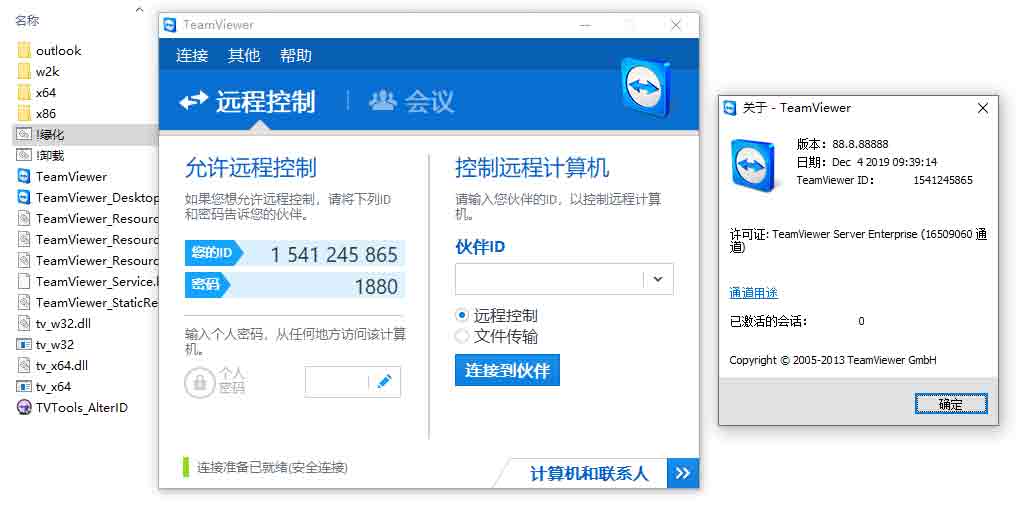 名称
outlook
w2k
x64
x86
!绿化
!卸载
TeamViewer
TeamViewer_Desktop
TeamViewer_Resourc
TeamViewer_Resourc
TeamViewer_Resourc
TeamViewer_Service.l
TeamViewer_StaticRe
tv_w32.dll
tv_w32
tv_x64.dll
tv_x64
TVTools_AlterID
TeamViewer
连接 其他 帮助
远程控制 会议
允许远程控制
如果您想允许远程控制，请将下列ID
和密码告诉您的伙伴。
您的ID 1 541 245 865
密码 1880
输入个人密码，从任何地方访问该计算
机。
个人
密码
控制远程计算机
请输入您伙伴的ID，以控制远程计算
机。
伙伴ID
远程控制
文件传输
连接到伙伴
连接准备已就绪(安全连接)
计算机和联系人
关于 - TeamViewer
版本: 88.8.88888
日期: Dec 4 2019 09:39:14
TeamViewer ID: 1541245865
许可证: TeamViewer Server Enterprise (16509060 通
道)
通道用途
已激活的会话: 0
Copyright © 2005-2013 TeamViewer GmbH
确定